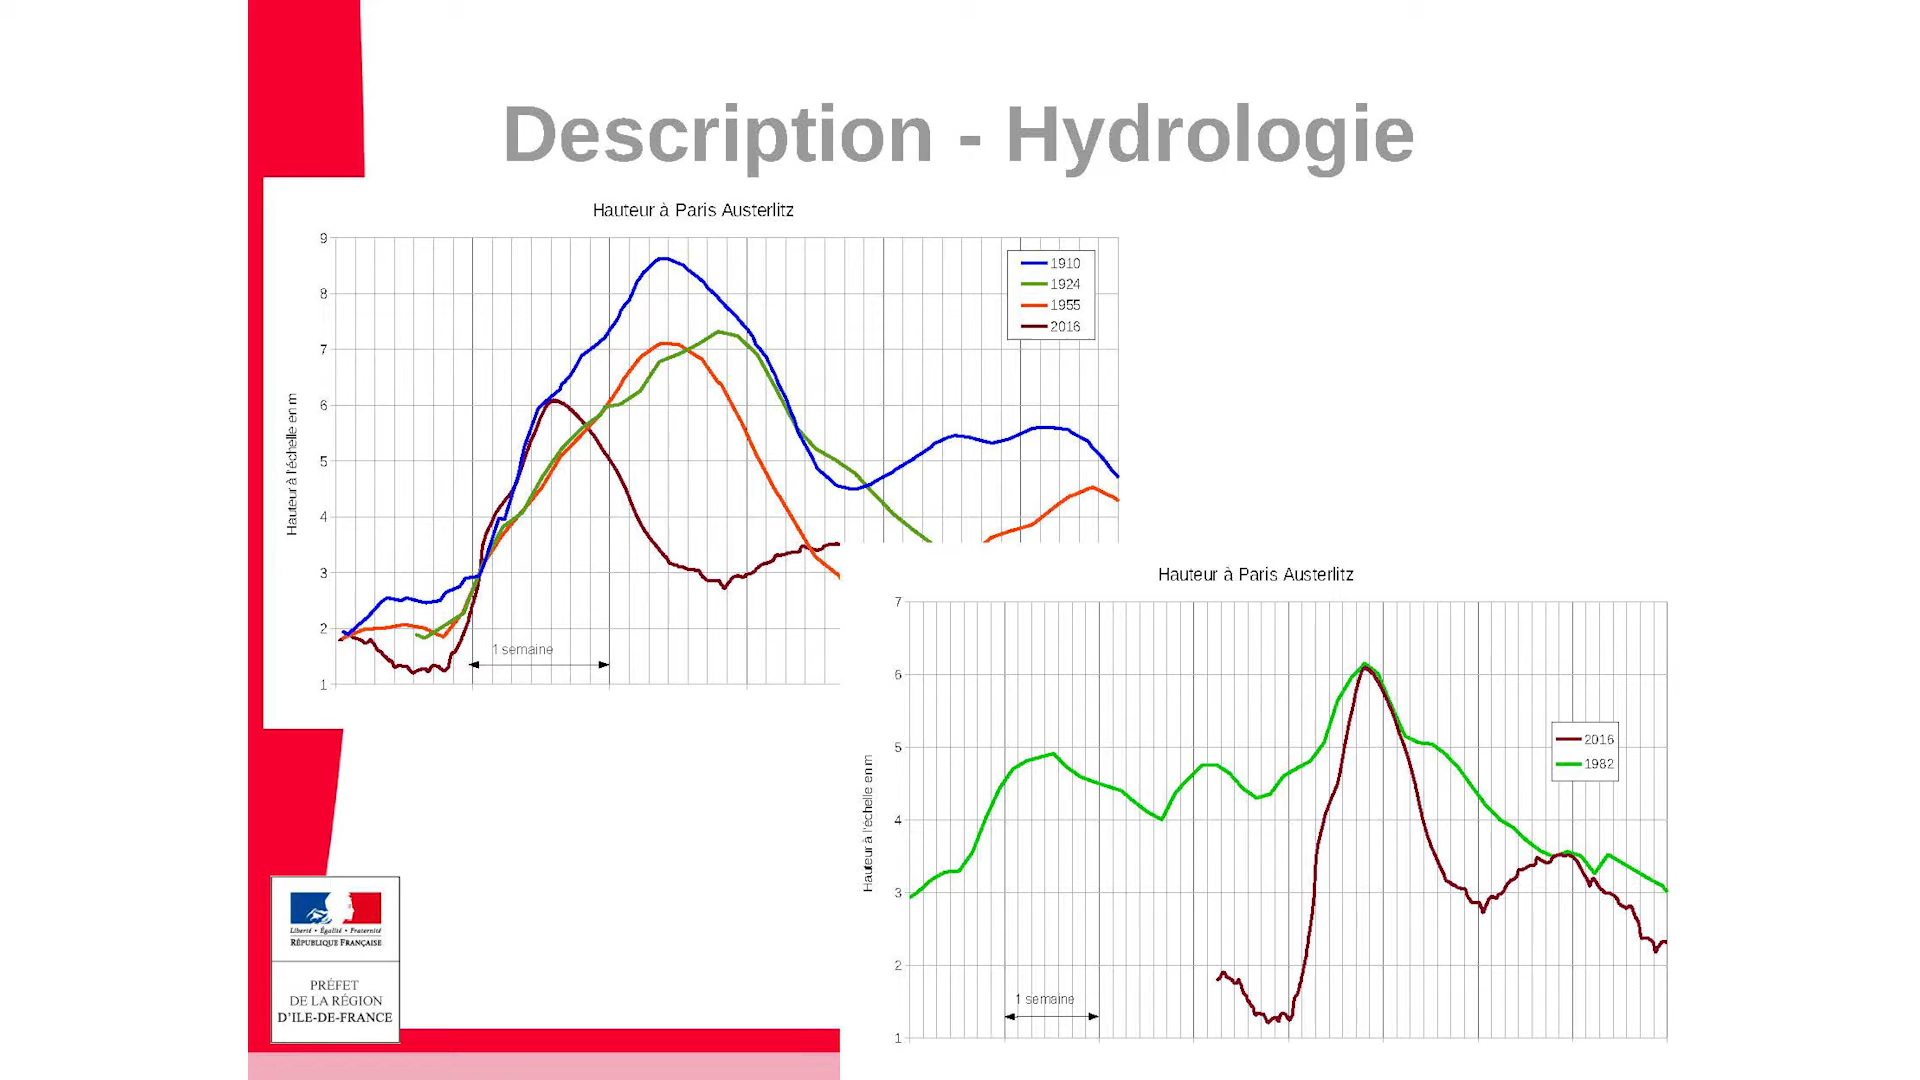 Description - Hydrologie
Hauteur à Paris Austerlitz
9
8
7
6
5
4
3
2
1
Hauteur à l'échelle en m
1910
1924
1955
2016
1 semaine
Hauteur à Paris Austerlitz
7
6
5
4
3
2
1
Hauteur à l'échelle en m
2016
1982
1 semaine
Liberté • Égalité • Fraternité
RÉPUBLIQUE FRANÇAISE
PRÉFET
DE LA RÉGION
D'ILE-DE-FRANCE